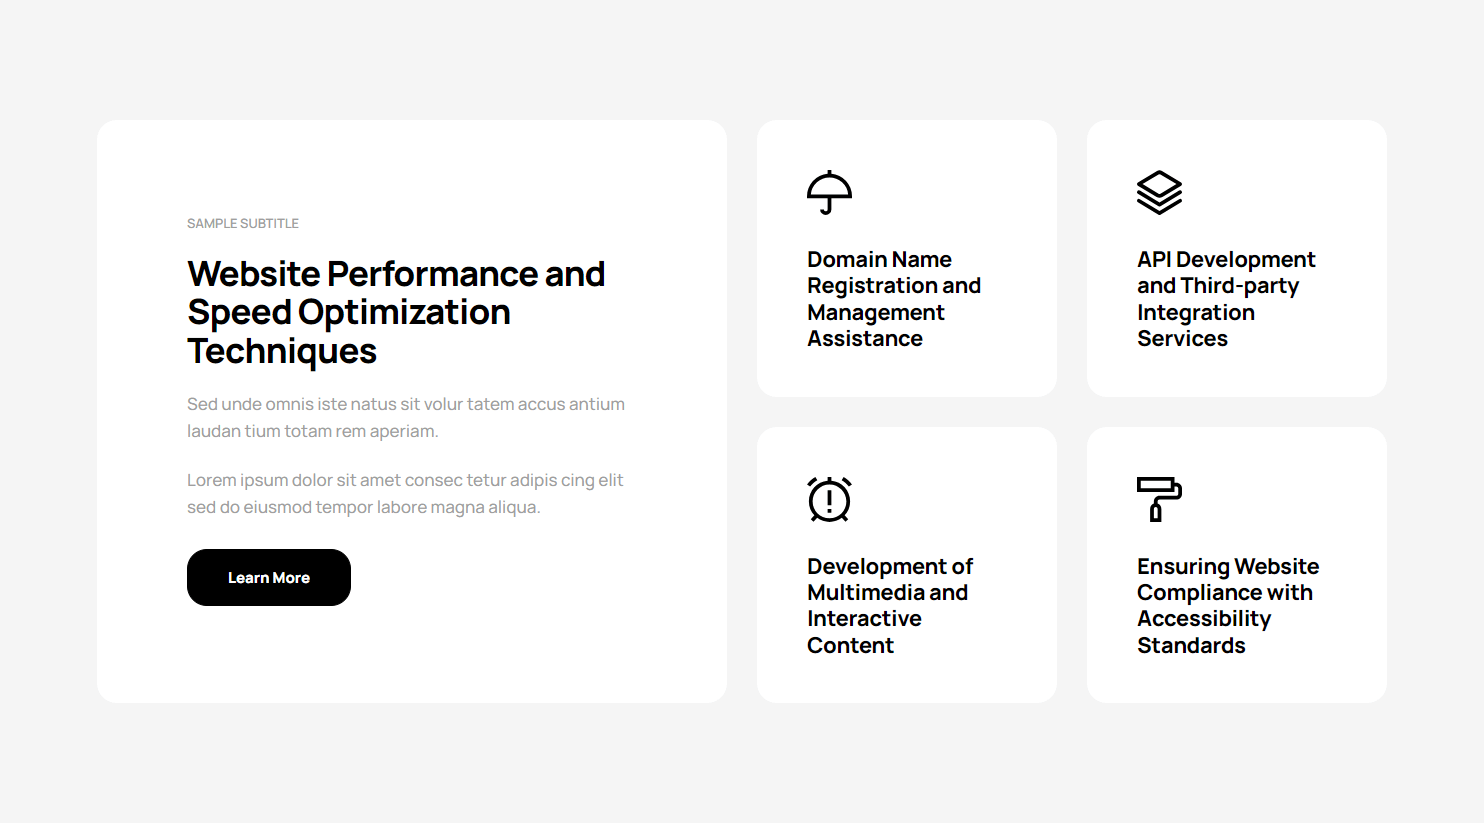 SAMPLE SUBTITLE
Website Performance and
Speed Optimization
Techniques
Sed unde omnis iste natus sit volur tatem accus antium
laudan tium totam rem aperiam.
Lorem ipsum dolor sit amet consec tetur adipis cing elit
sed do eiusmod tempor labore magna aliqua.
Learn More
Domain Name
Registration and
Management
Assistance
API Development
and Third-party
Integration
Services
Development of
Multimedia and
Interactive
Content
Ensuring Website
Compliance with
Accessibility
Standards